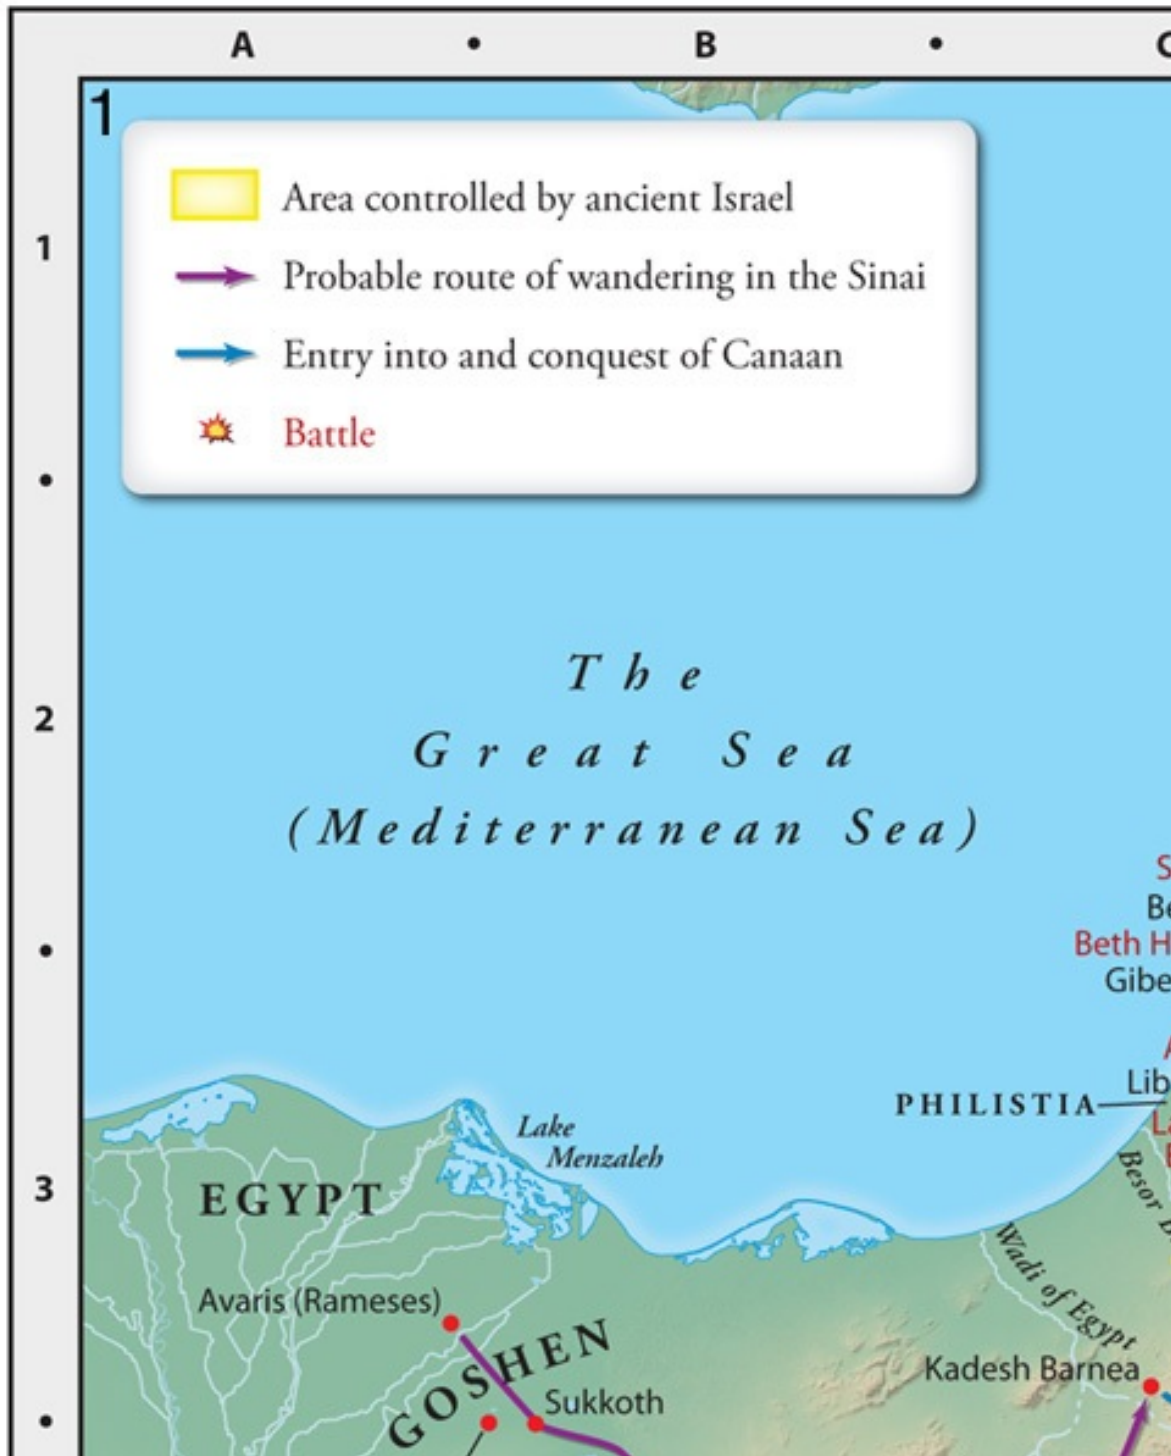 A
B
1
Area controlled by ancient Israel
1
Probable route of wandering in the Sinai
Entry into and conquest of Canaan
Battle
The
2
Great Sea
(Mediterranean Sea)
Beth H
Gibe
Lib
PHILISTIA
Lake
Menzaleh
3
EGYPT
Besor
Wadi of Egypt
Avaris (Rameses)
GOSHEN
Kadesh Barnea
Sukkoth